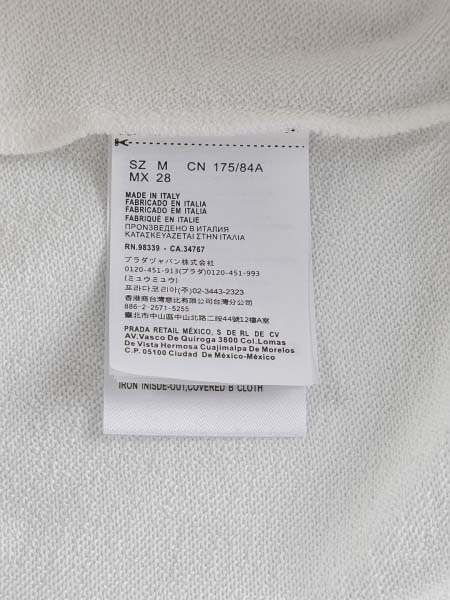 SZ M CN 175/84A
MX 28
MADE IN ITALY
FABRICADO EN ITALIA
FABRICADO EM ITALIA
FABRIQUÉ EN ITALIE
ПРОНЗВЕДЕНО В ИТАЛИЯ
ΚΑΤΑΣΚΕΥΑΖΕΤΑΙ ΣΤΗΝ ΙΤΑΛΙΑ
RN.98339 - CA.34767
プラダジャパン株式会社
0120-451-913(プラダ)0120-451-993
(ミュウミュウ)
프라다코리아(주)02-3443-2323
香港商台灣意比有限公司台灣分公司
886-2-2571-5255
臺北市中山區中山北路二段44號12樓A室
PRADA RETAIL MÉXICO, S DE RL DE CV
AV.Vasco De Quiroga 3800 Col.Lomas
De Vista Hermosa Cuajimalpa De Morelos
C.P. 05100 Ciudad De México-México
IRON INISDE-OUT,COVERED B CLOTH